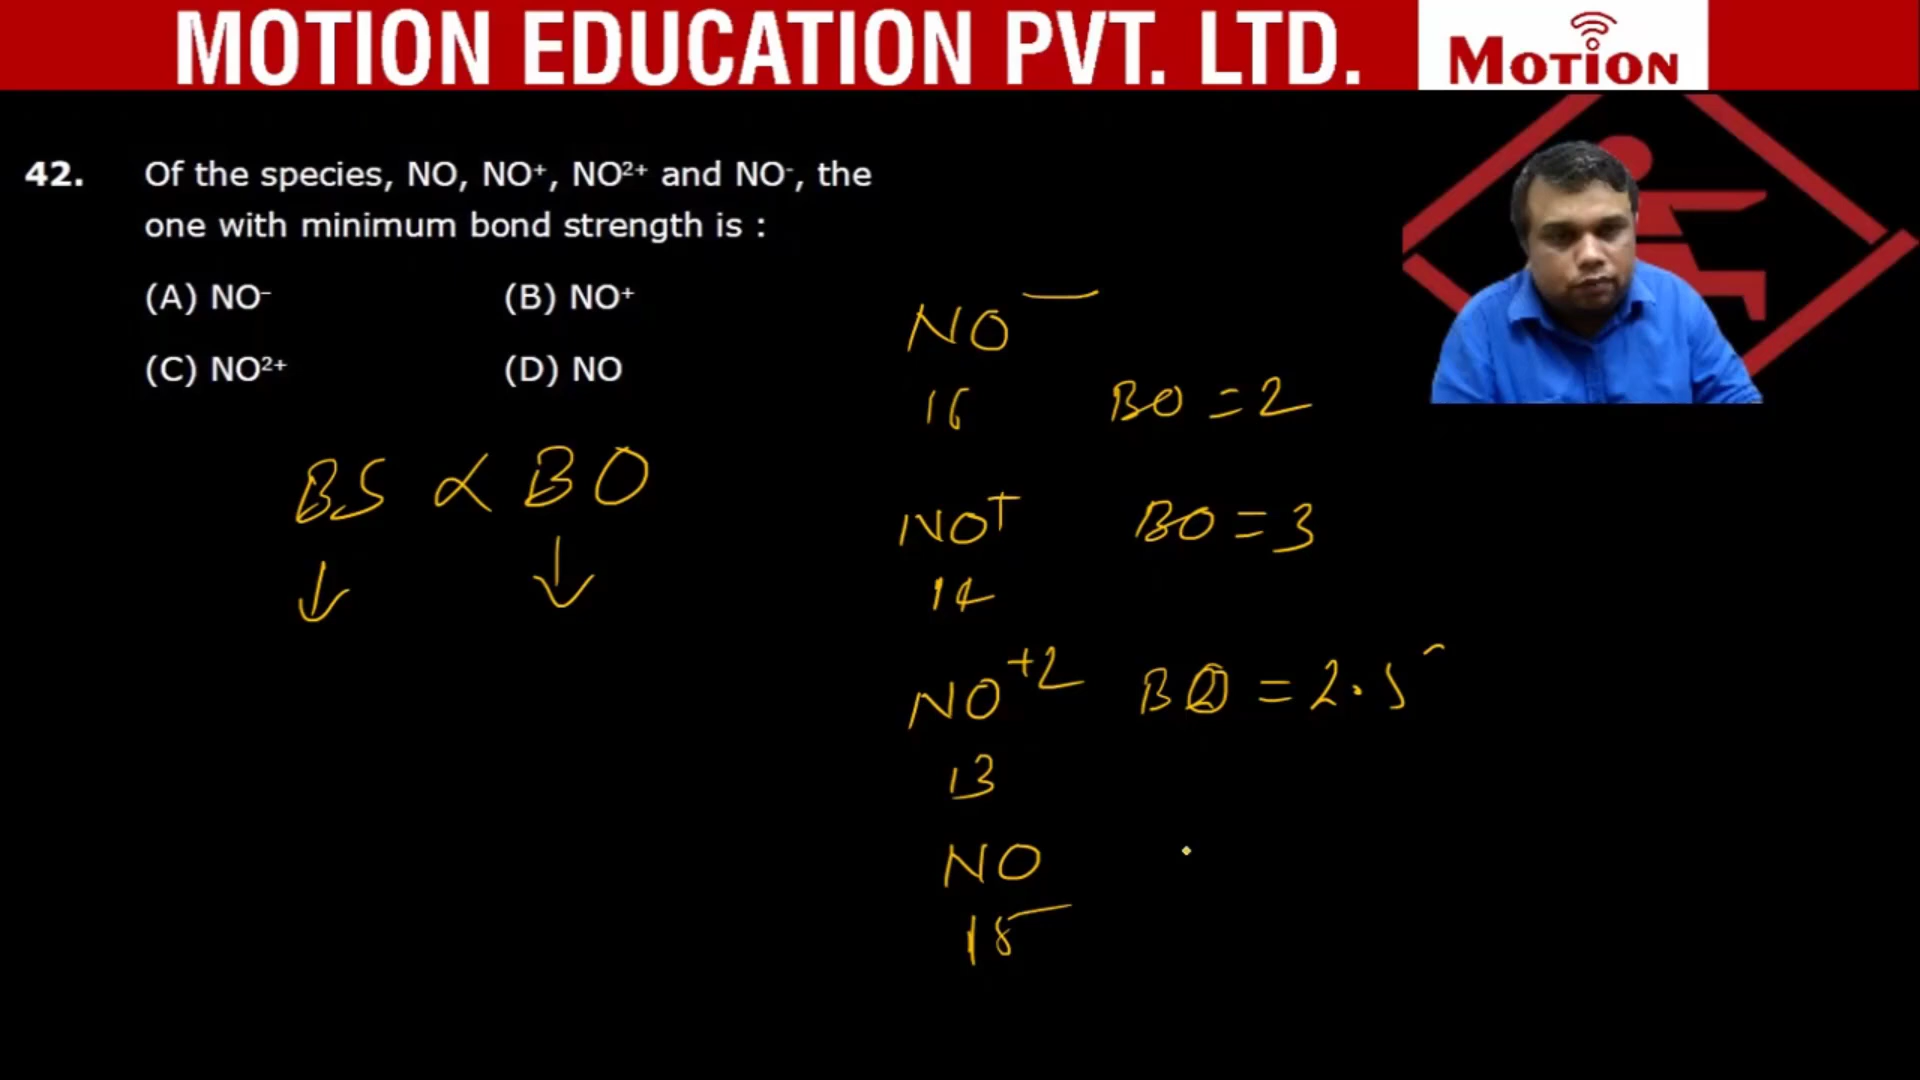 MOTION EDUCATION PVT. LTD.
MOTION
42. Of the species, NO, NO⁺, NO²⁺ and NO⁻, the
one with minimum bond strength is :
(A) NO⁻ (B) NO⁺
(C) NO²⁺ (D) NO
BS ∝ BO
↓ ↓
NO⁻
16 BO = 2
NO⁺ BO = 3
14
NO⁺² BO = 2.5
13
NO
15